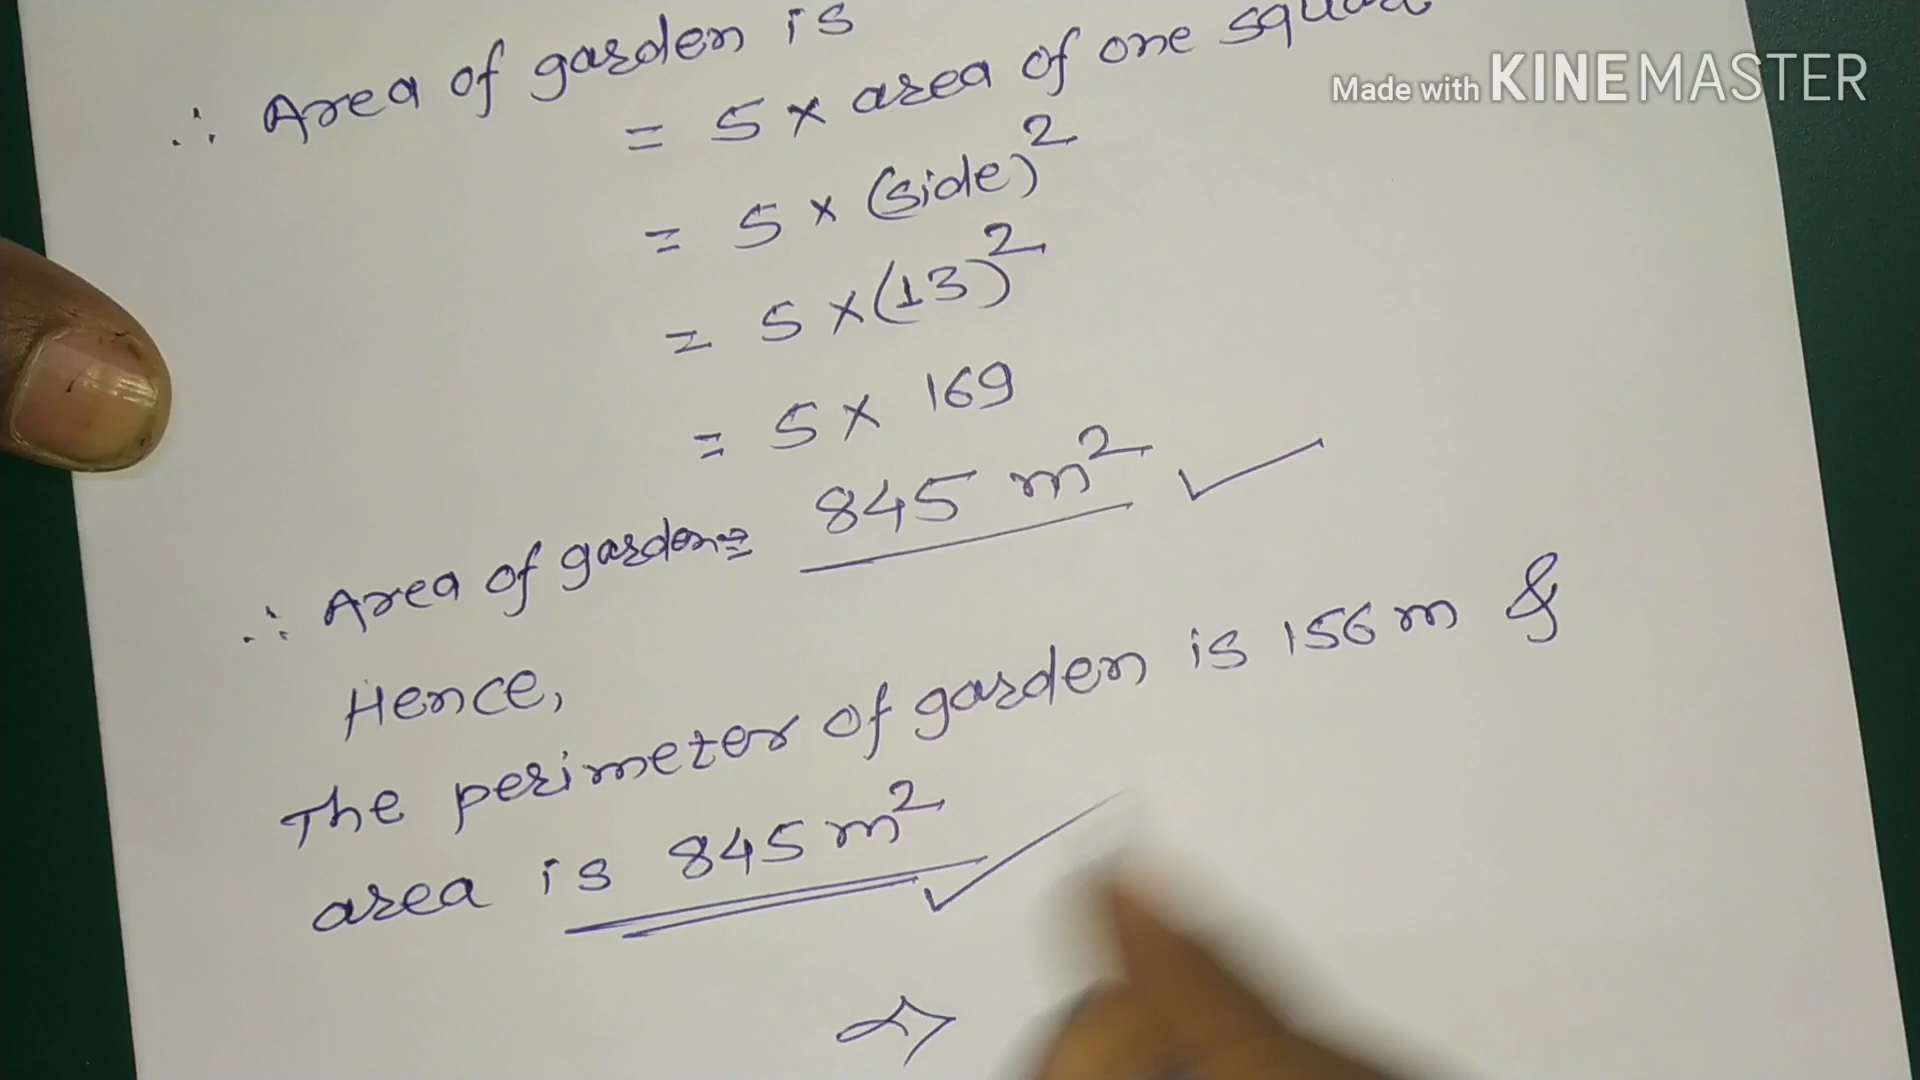 ∴ Area of garden is
= 5 × area of one square
= 5 × (side)²
= 5 × (13)²
= 5 × 169
∴ Area of garden = 845 m²
Hence,
The perimeter of garden is 156 m &
area is 845 m²
Made with KINEMASTER